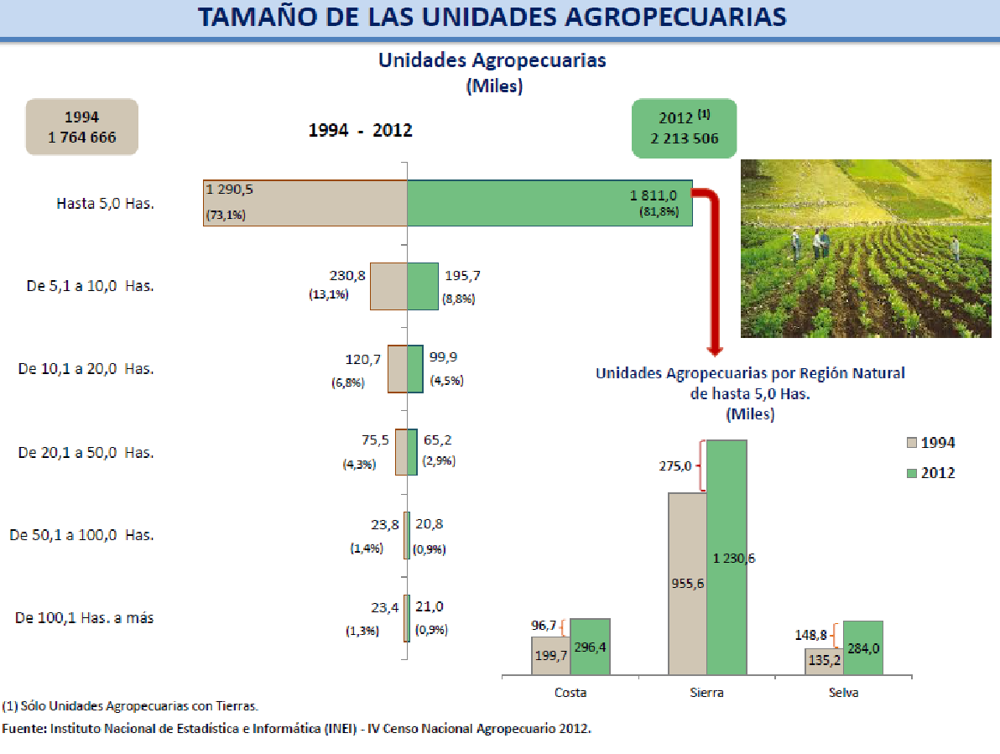 TAMAÑO DE LAS UNIDADES AGROPECUARIAS
Unidades Agropecuarias
(Miles)
1994
1 764 666
1994 - 2012
2012 (1)
2 213 506
Hasta 5,0 Has.
1 290,5
(73,1%)
1 811,0
(81,8%)
De 5,1 a 10,0 Has.
230,8
(13,1%)
195,7
(8,8%)
De 10,1 a 20,0 Has.
120,7
(6,8%)
99,9
(4,5%)
De 20,1 a 50,0 Has.
75,5
(4,3%)
65,2
(2,9%)
De 50,1 a 100,0 Has.
23,8
(1,4%)
20,8
(0,9%)
De 100,1 Has. a más
23,4
(1,3%)
21,0
(0,9%)
Unidades Agropecuarias por Región Natural
de hasta 5,0 Has.
(Miles)
1994
2012
96,7
199,7
296,4
275,0
955,6
1 230,6
148,8
135,2
284,0
Costa
Sierra
Selva
(1) Sólo Unidades Agropecuarias con Tierras.
Fuente: Instituto Nacional de Estadística e Informática (INEI) - IV Censo Nacional Agropecuario 2012.